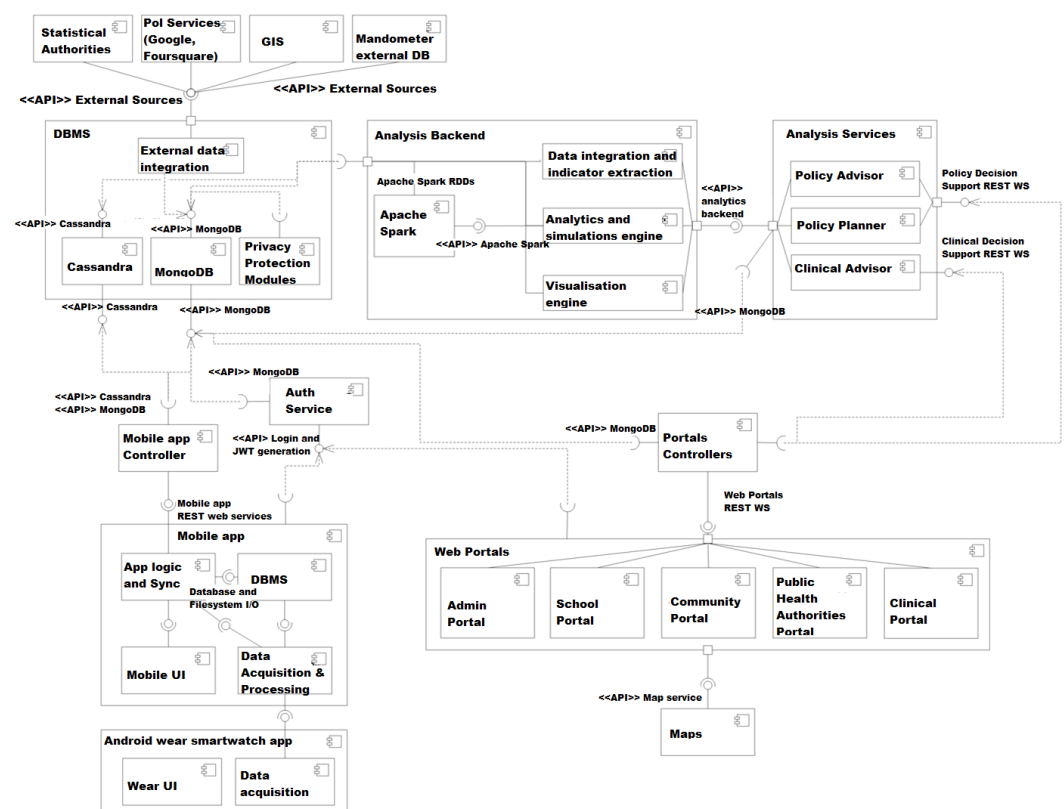 Statistical
Authorities
PoI Services
(Google,
Foursquare)
GIS
Mandometer
external DB
<<API>> External Sources
<<API>> External Sources
DBMS
External data
integration
<<API>> Cassandra
<<API>> MongoDB
Cassandra
MongoDB
Privacy
Protection
Modules
<<API>> Cassandra
<<API>> MongoDB
Analysis Backend
Data integration and
indicator extraction
Apache Spark RDDs
Apache
Spark
<<API>> Apache Spark
Analytics and
simulations engine
Visualisation
engine
<<API>>
analytics
backend
<<API>> MongoDB
Analysis Services
Policy Advisor
Policy Planner
Clinical Advisor
Policy Decision
Support REST WS
Clinical Decision
Support REST WS
<<API>> MongoDB
Auth
Service
<<API>> Cassandra
<<API>> MongoDB
Mobile app
Controller
<<API> Login and
JWT generation
<<API>> MongoDB
Portals
Controllers
Mobile app
REST web services
Web Portals
REST WS
Mobile app
App logic
and Sync
DBMS
Database and
Filesystem I/O
Mobile UI
Data
Acquisition &
Processing
Web Portals
Admin
Portal
School
Portal
Community
Portal
Public
Health
Authorities
Portal
Clinical
Portal
<<API>> Map service
Maps
Android wear smartwatch app
Wear UI
Data
acquisition